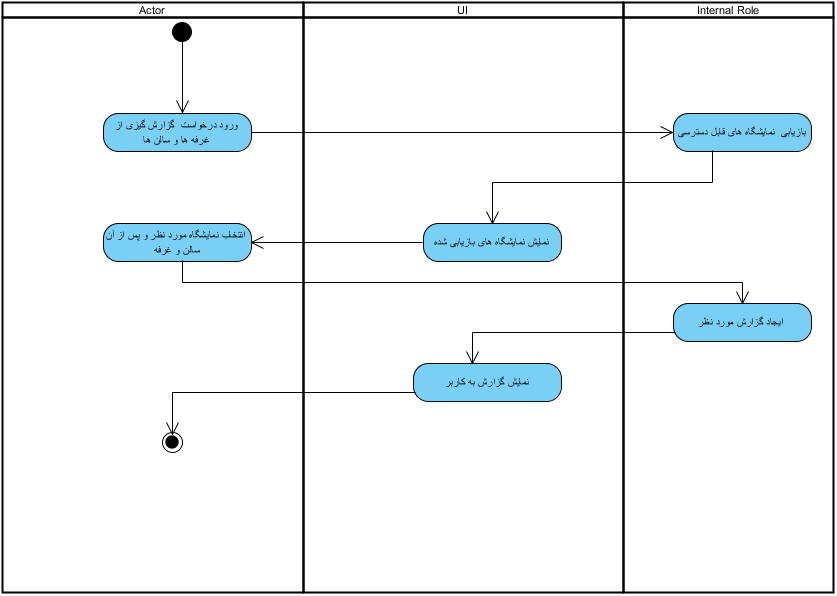 Actor
UI
Internal Role
ورود درخواست گزارش گیزی از
غرفه ها و سالن ها
بازیابی نمایشگاه های قابل دسترسی
نمایش نمایشگاه های بازیابی شده
انتخاب نمایشگاه مورد نظر و پس از آن
سالن و غرفه
ایجاد گزارش مورد نظر
نمایش گزارش به کاربر